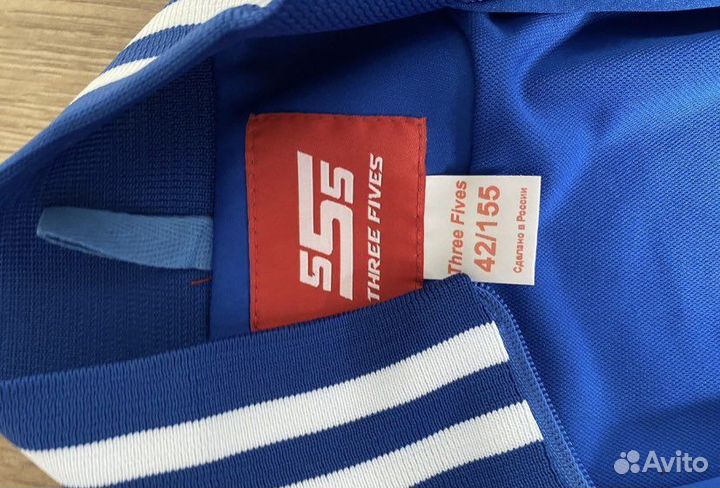 555
THREE FIVES
Three Fives
42/155
Сделано в России
Avito